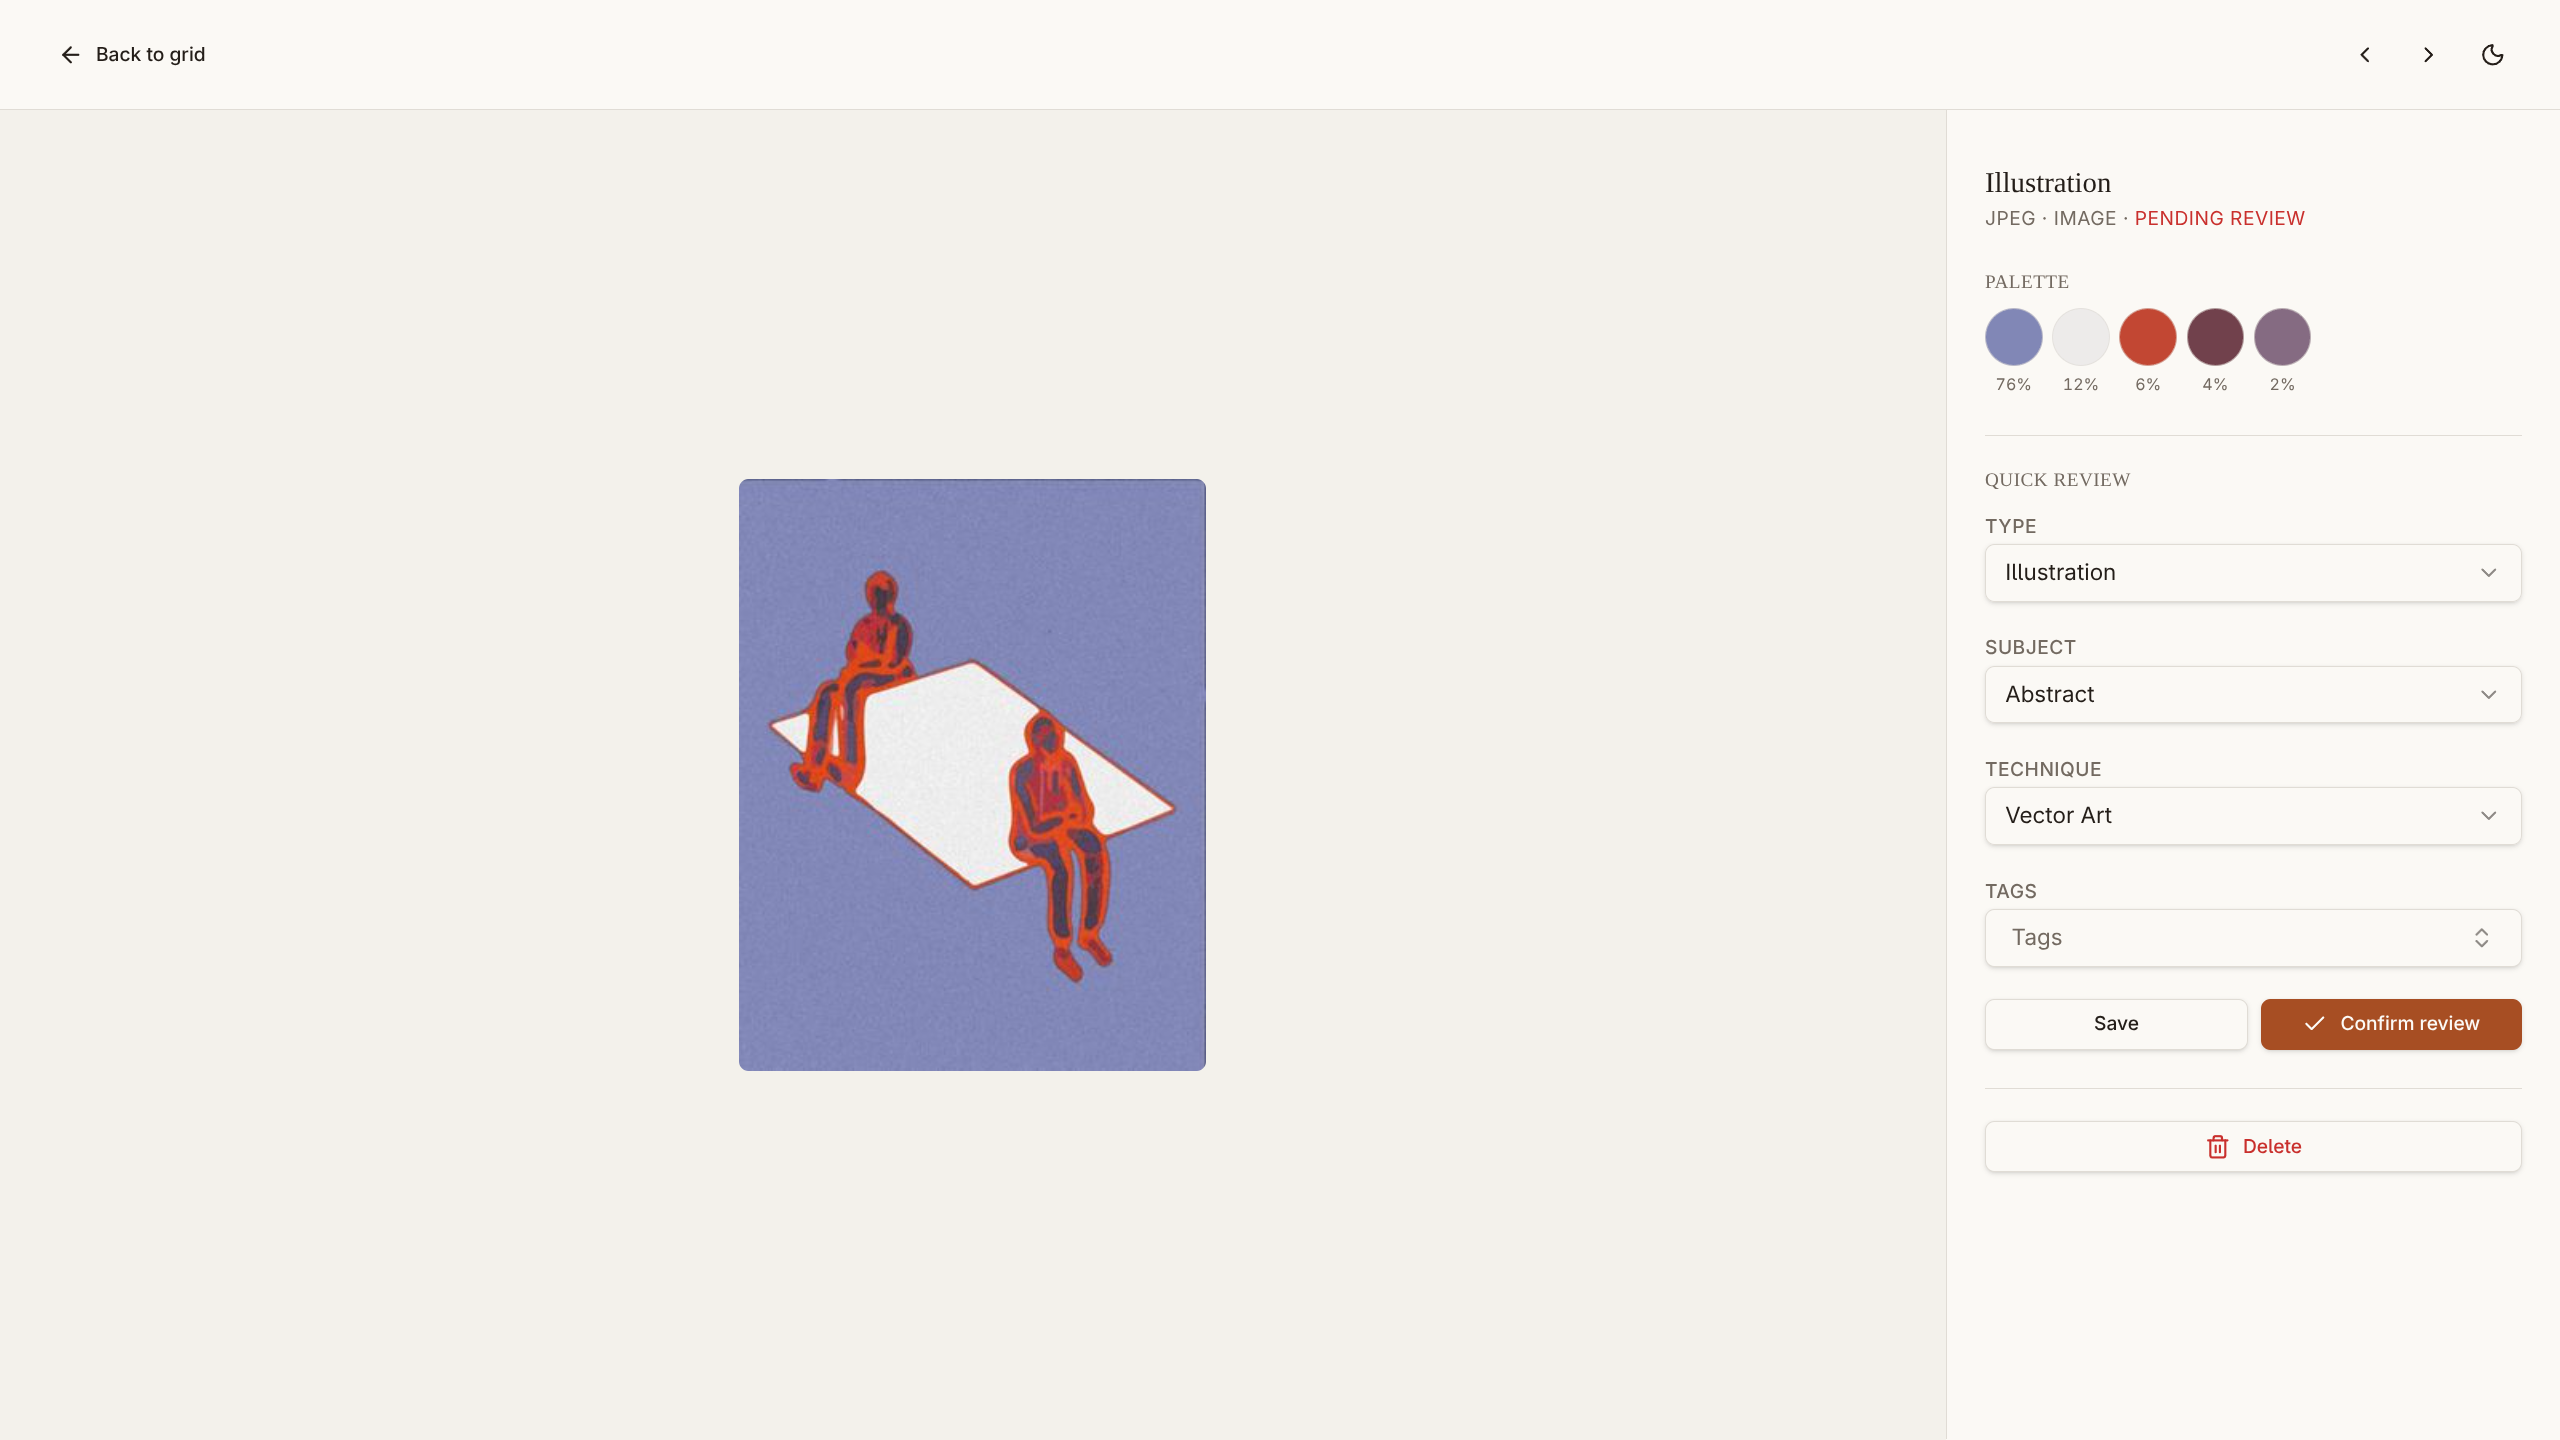 Back to grid
Illustration
JPEG · IMAGE · PENDING REVIEW
PALETTE
76% 12% 6% 4% 2%
QUICK REVIEW
TYPE
Illustration
SUBJECT
Abstract
TECHNIQUE
Vector Art
TAGS
Tags
Save
Confirm review
Delete